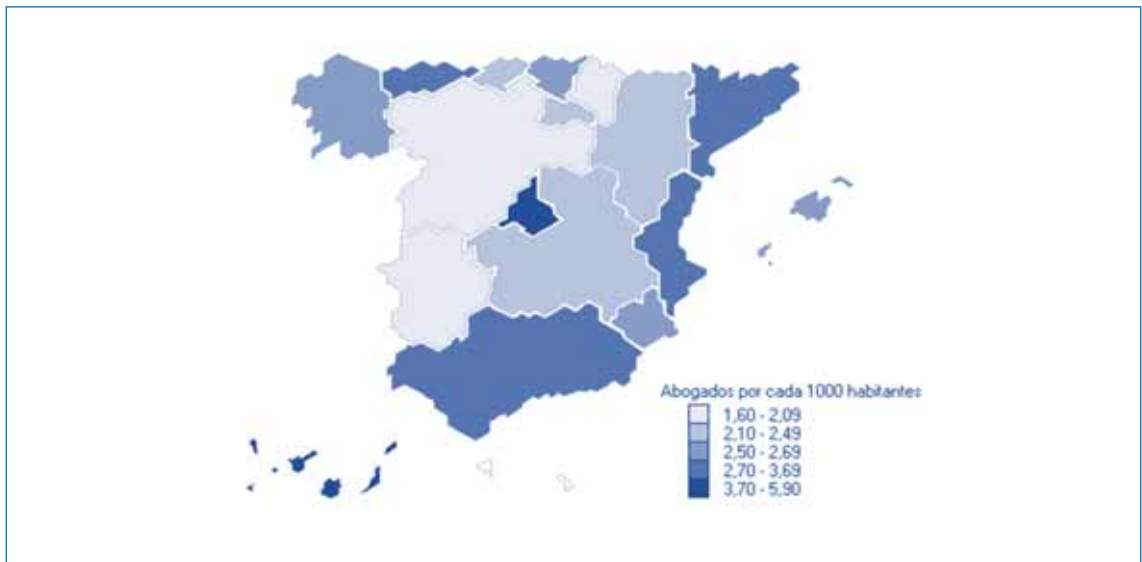 Abogados por cada 1000 habitantes
1,60 - 2,09
2,10 - 2,49
2,50 - 2,69
2,70 - 3,69
3,70 - 5,90